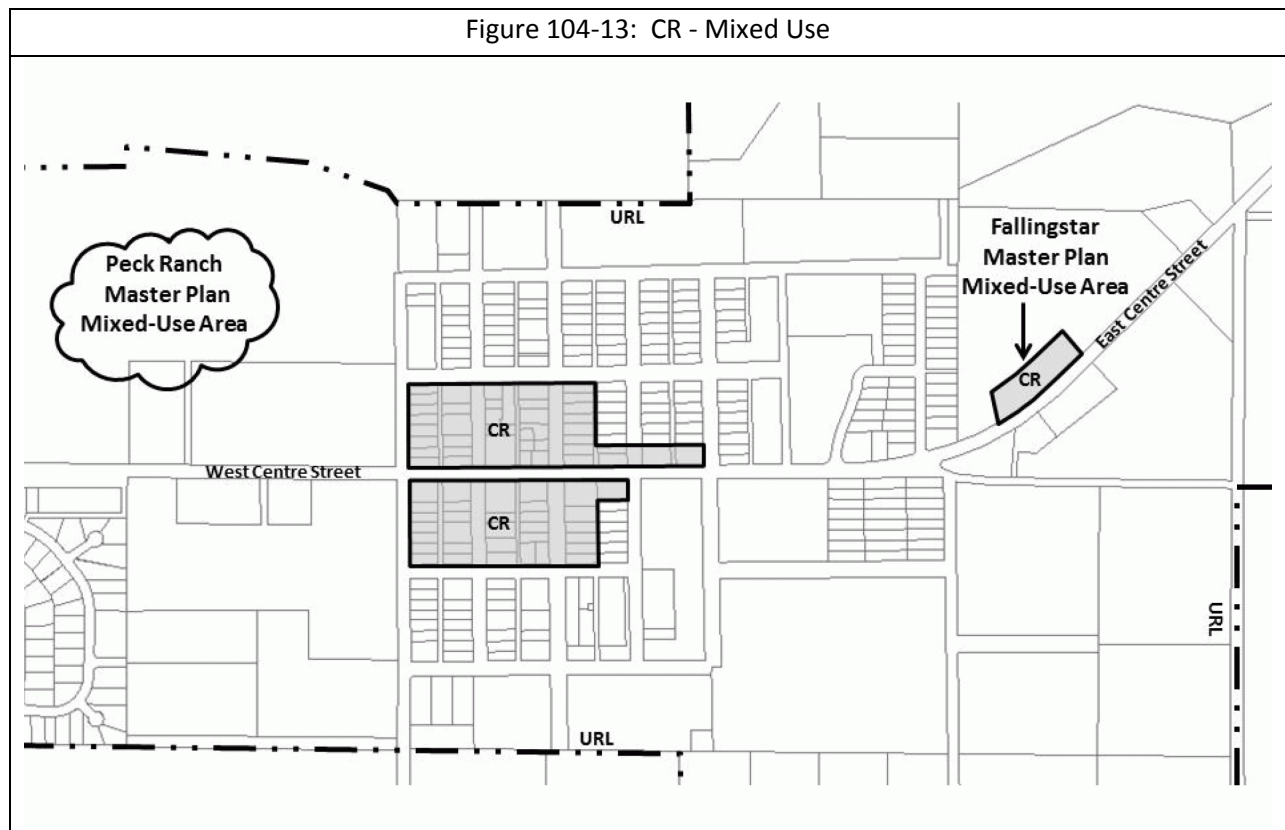 Figure 104-13: CR - Mixed Use
URL
Peck Ranch
Master Plan
Mixed-Use Area
Fallingstar
Master Plan
Mixed-Use Area
East Centre Street
CR
CR
West Centre Street
CR
URL
URL